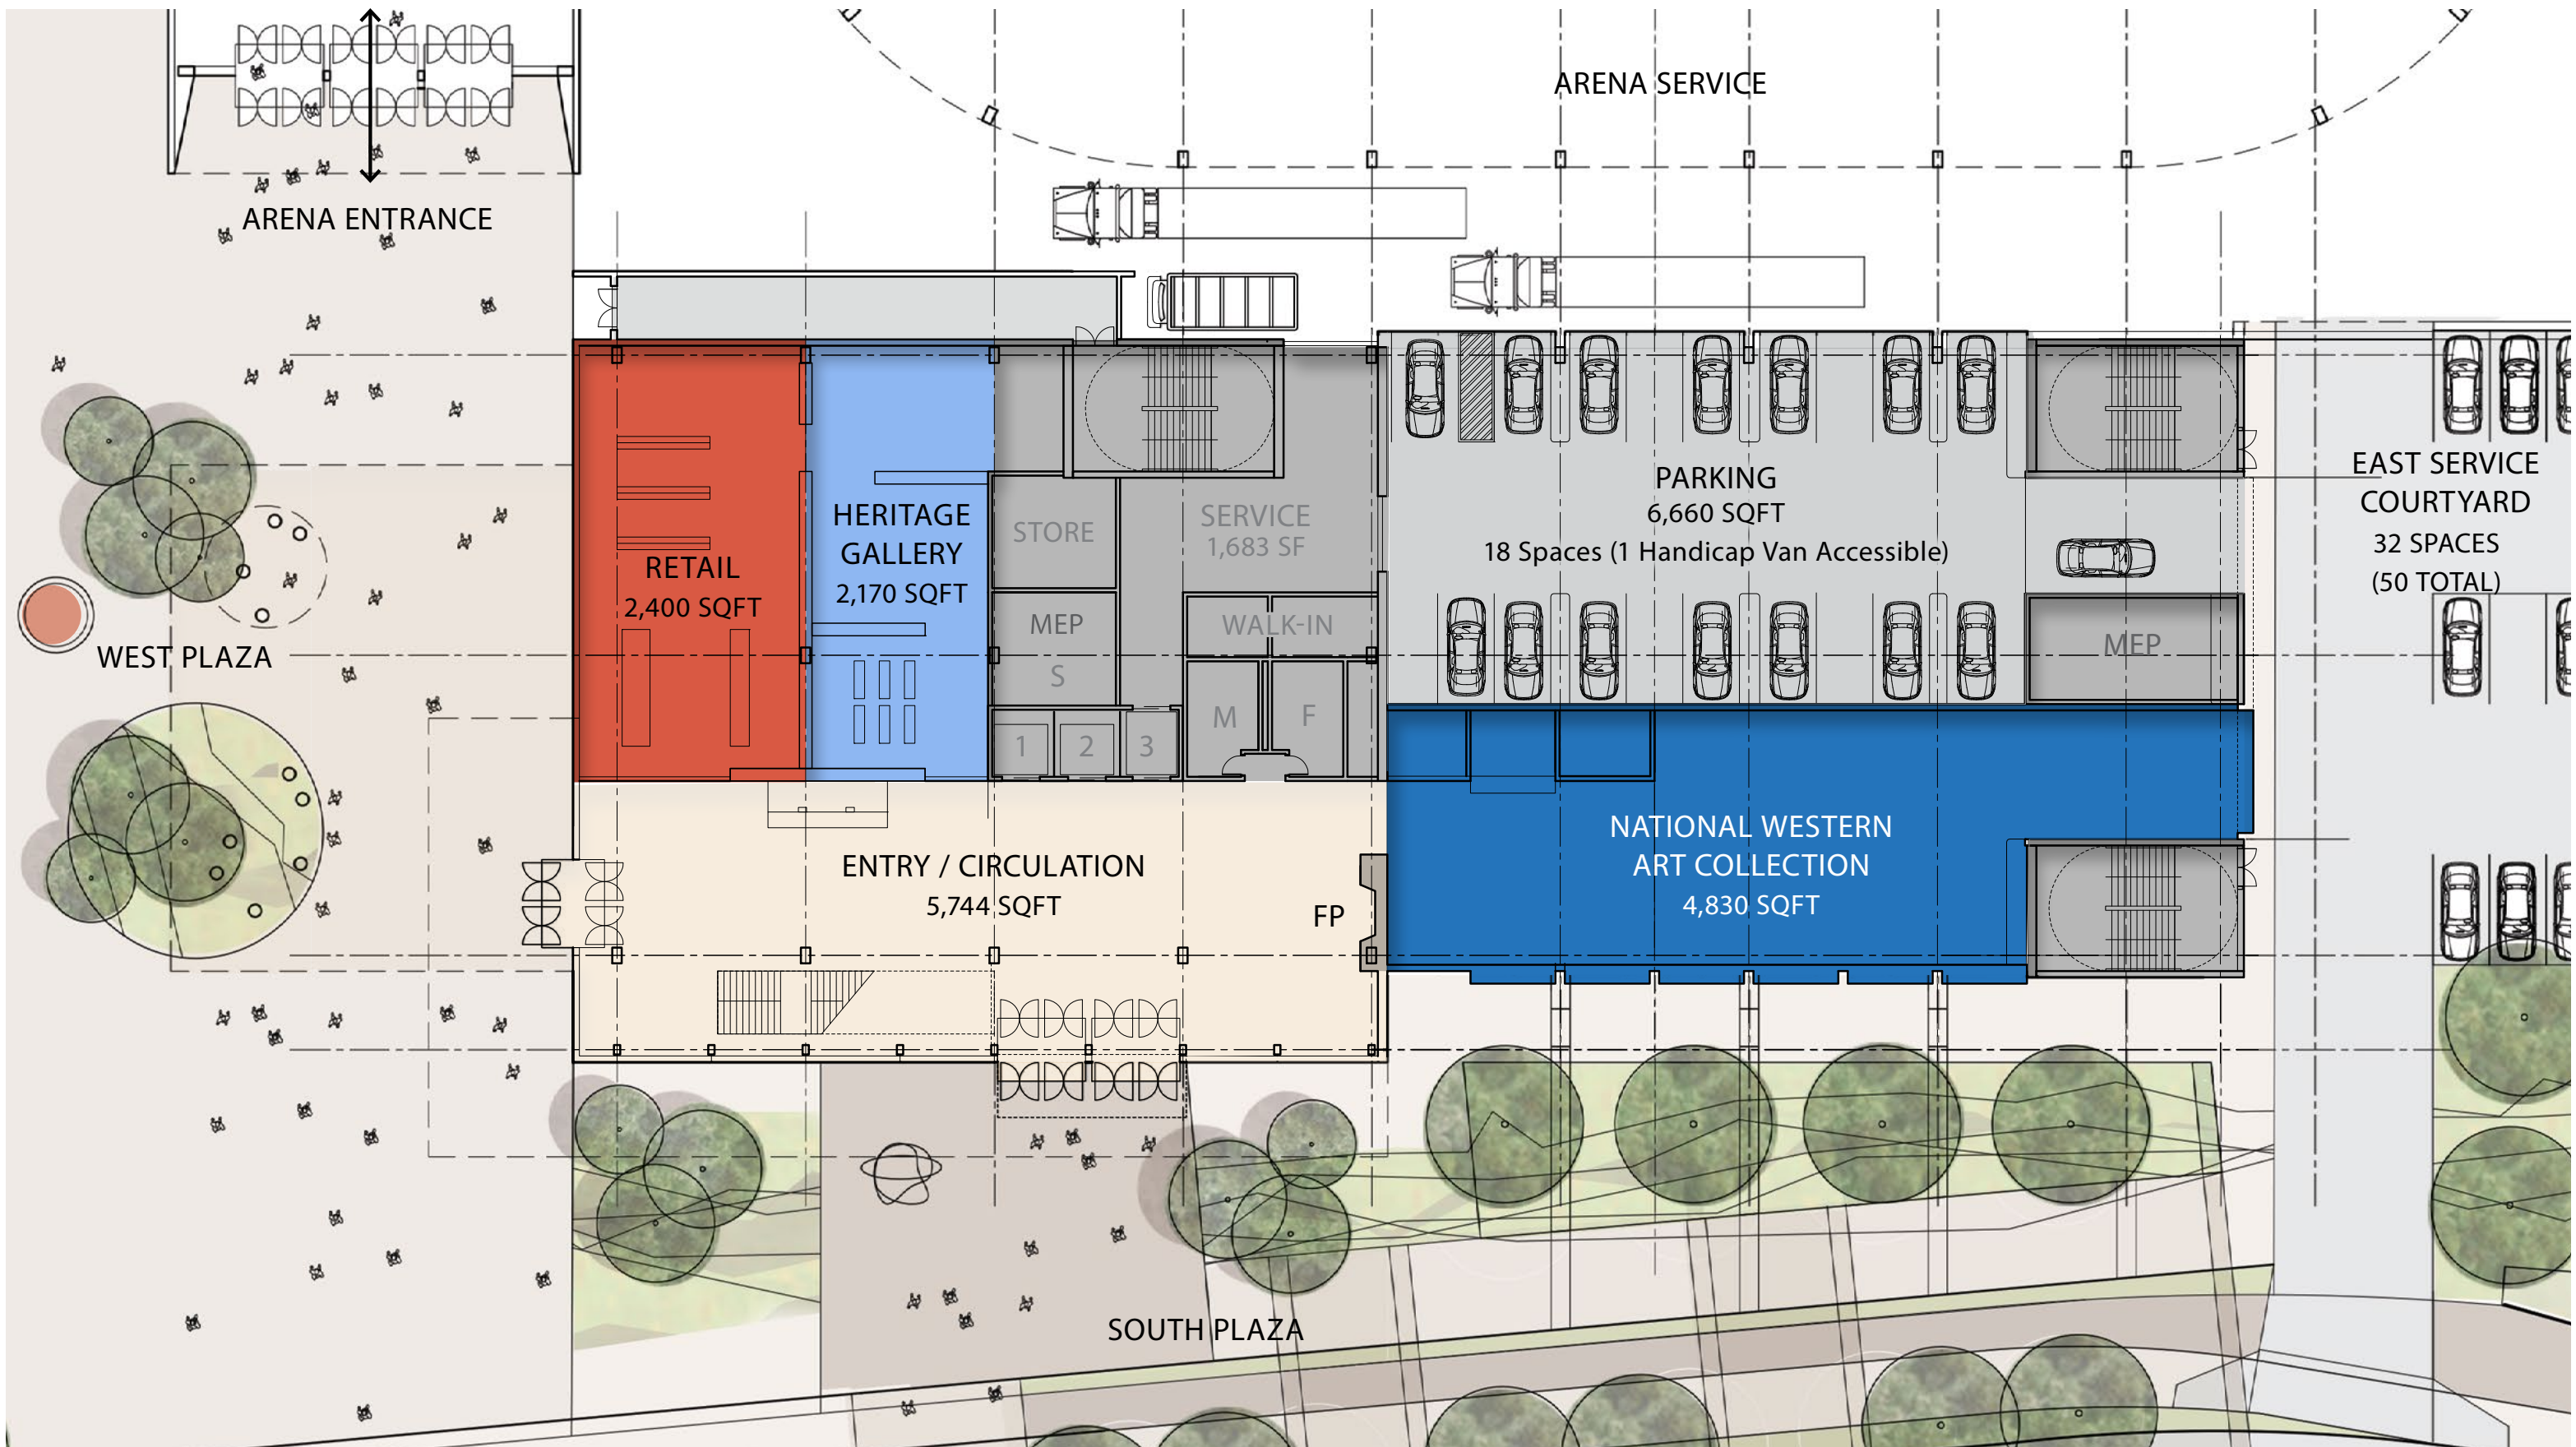 ARENA SERVICE
ARENA ENTRANCE
WEST PLAZA
RETAIL
2,400 SQFT
HERITAGE
GALLERY
2,170 SQFT
STORE
MEP
S
1
2
3
SERVICE
1,683 SF
WALK-IN
M
F
PARKING
6,660 SQFT
18 Spaces (1 Handicap Van Accessible)
MEP
EAST SERVICE
COURTYARD
32 SPACES
(50 TOTAL)
ENTRY / CIRCULATION
5,744 SQFT
FP
NATIONAL WESTERN
ART COLLECTION
4,830 SQFT
SOUTH PLAZA